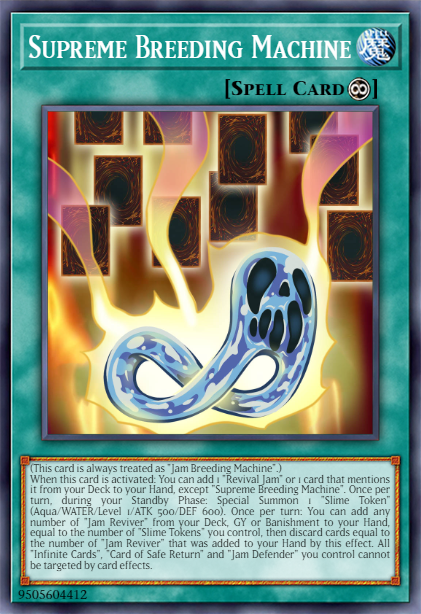 Supreme Breeding Machine
[Spell Card]
(This card is always treated as "Jam Breeding Machine".)
When this card is activated: You can add 1 "Revival Jam" or 1 card that mentions
it from your Deck to your Hand, except "Supreme Breeding Machine". Once per
turn, during your Standby Phase: Special Summon 1 "Slime Token"
(Aqua/WATER/Level 1/ATK 500/DEF 600). Once per turn: You can add any
number of "Jam Reviver" from your Deck, GY or Banishment to your Hand,
equal to the number of "Slime Tokens" you control, then discard cards equal to
the number of "Jam Reviver" that was added to your Hand by this effect. All
"Infinite Cards", "Card of Safe Return" and "Jam Defender" you control cannot
be targeted by card effects.
9505604412